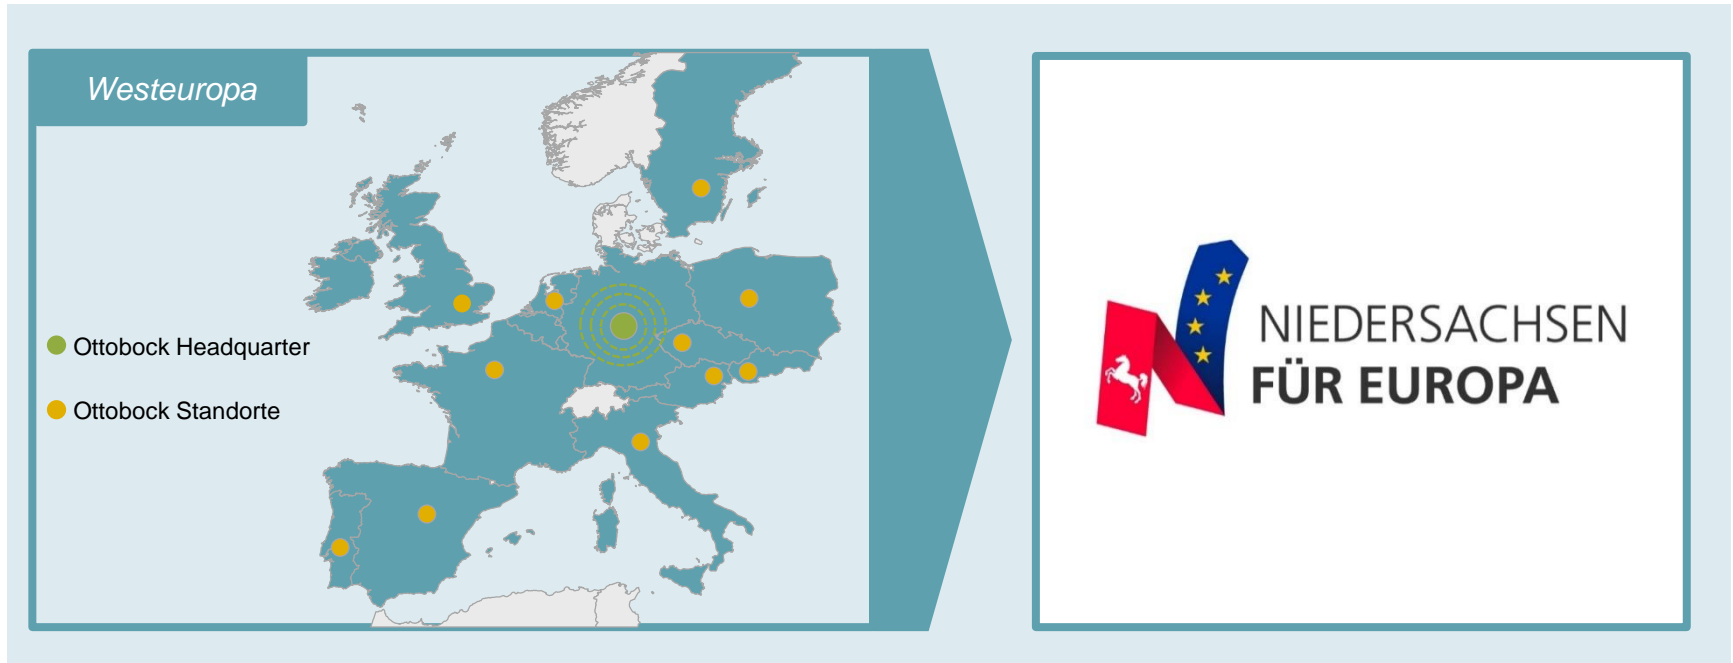 Westeuropa
Ottobock Headquarter
Ottobock Standorte
NIEDERSACHSEN
FÜR EUROPA